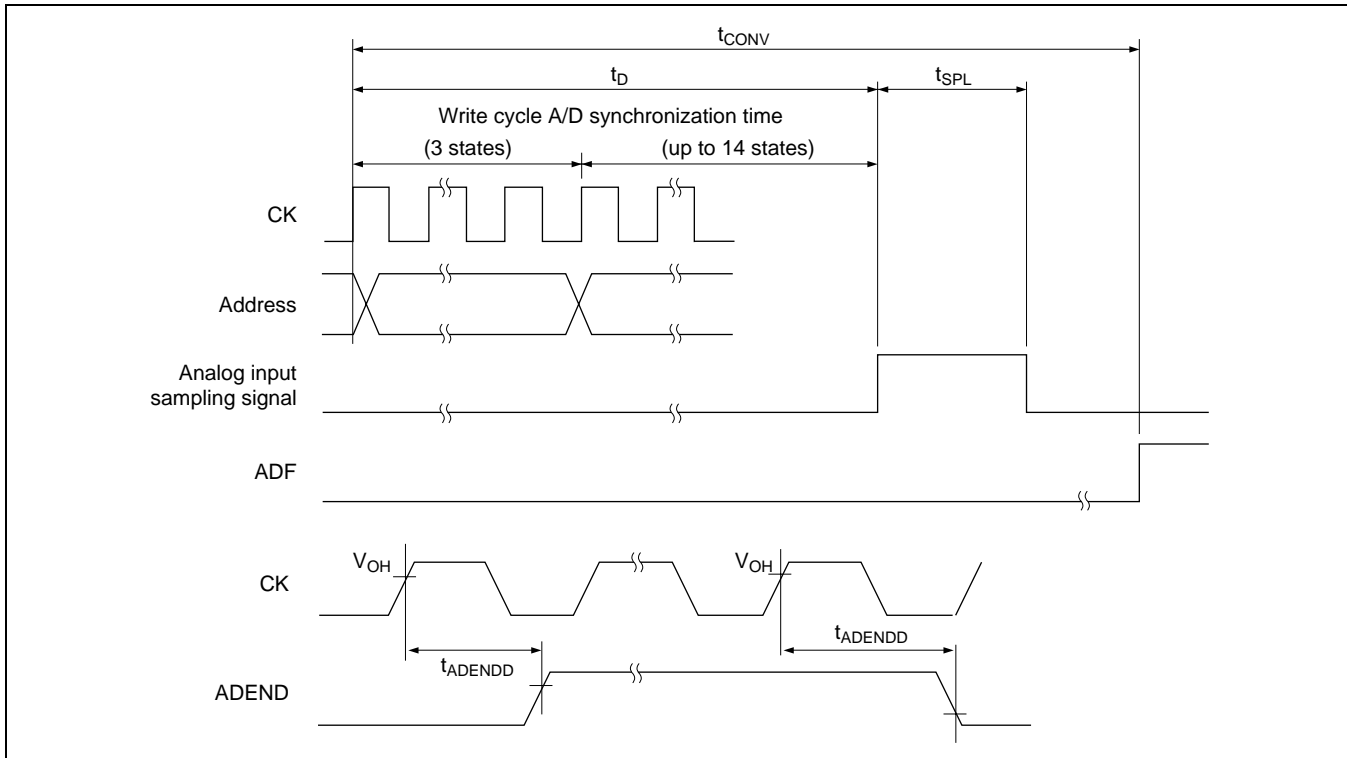 tCONV
tD
tSPL
Write cycle A/D synchronization time
(3 states)
(up to 14 states)
CK
Address
Analog input
sampling signal
ADF
VOH
VOH
CK
tADENDD
tADENDD
ADEND